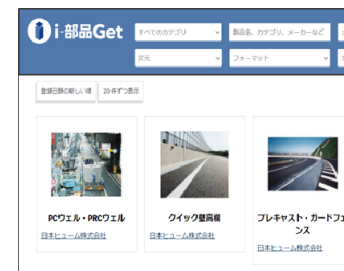 i-部品Get
すべてのカテゴリ
製品名、カテゴリ、メーカーなど
次元
フォーマット
登録日時の新しい順
20件ずつ表示
PCウェル・PRCウェル
日本ヒューム株式会社
クイック壁高欄
日本ヒューム株式会社
プレキャスト・ガードフェ
ンス
日本ヒューム株式会社